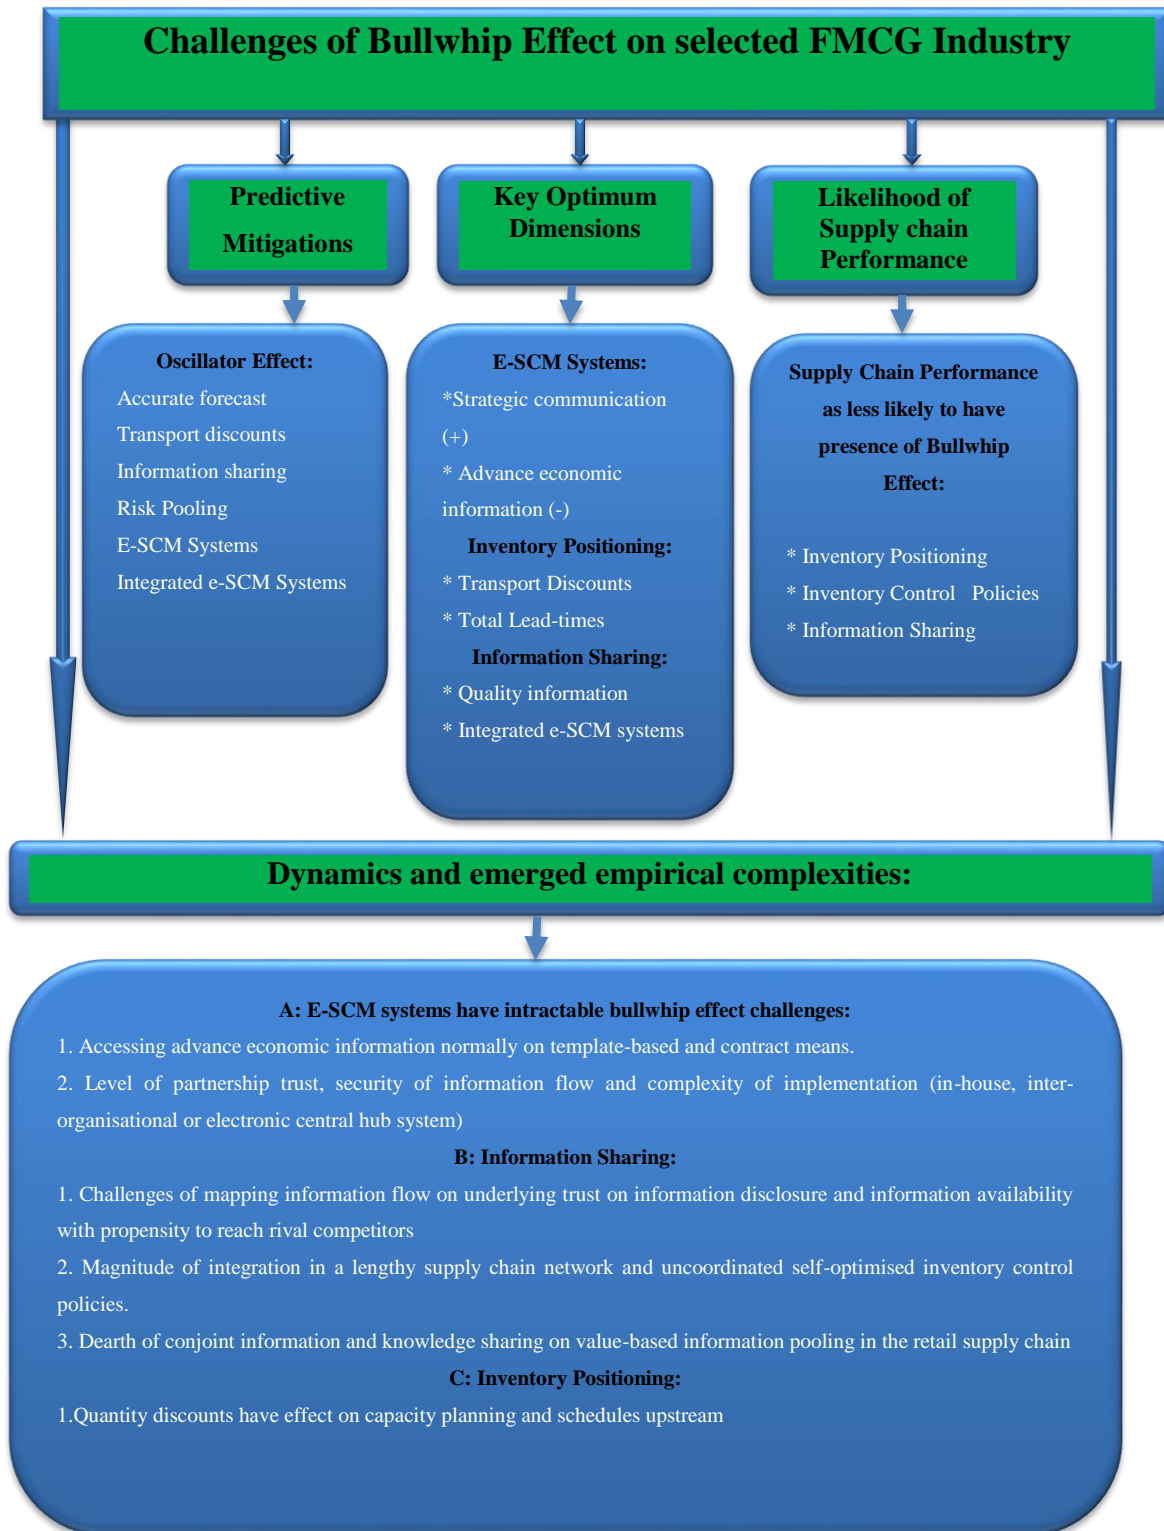 Challenges of Bullwhip Effect on selected FMCG Industry
Predictive
Mitigations
Key Optimum
Dimensions
Likelihood of
Supply chain
Performance
Oscillator Effect:
Accurate forecast
Transport discounts
Information sharing
Risk Pooling
E-SCM Systems
Integrated e-SCM Systems
E-SCM Systems:
*Strategic communication
(+)
* Advance economic
information (-)
Inventory Positioning:
* Transport Discounts
* Total Lead-times
Information Sharing:
* Quality information
* Integrated e-SCM systems
Supply Chain Performance
as less likely to have
presence of Bullwhip
Effect:
* Inventory Positioning
* Inventory Control Policies
* Information Sharing
Dynamics and emerged empirical complexities:
A: E-SCM systems have intractable bullwhip effect challenges:
1. Accessing advance economic information normally on template-based and contract means.
2. Level of partnership trust, security of information flow and complexity of implementation (in-house, inter-
organisational or electronic central hub system)
B: Information Sharing:
1. Challenges of mapping information flow on underlying trust on information disclosure and information availability
with propensity to reach rival competitors
2. Magnitude of integration in a lengthy supply chain network and uncoordinated self-optimised inventory control
policies.
3. Dearth of conjoint information and knowledge sharing on value-based information pooling in the retail supply chain
C: Inventory Positioning:
1.Quantity discounts have effect on capacity planning and schedules upstream